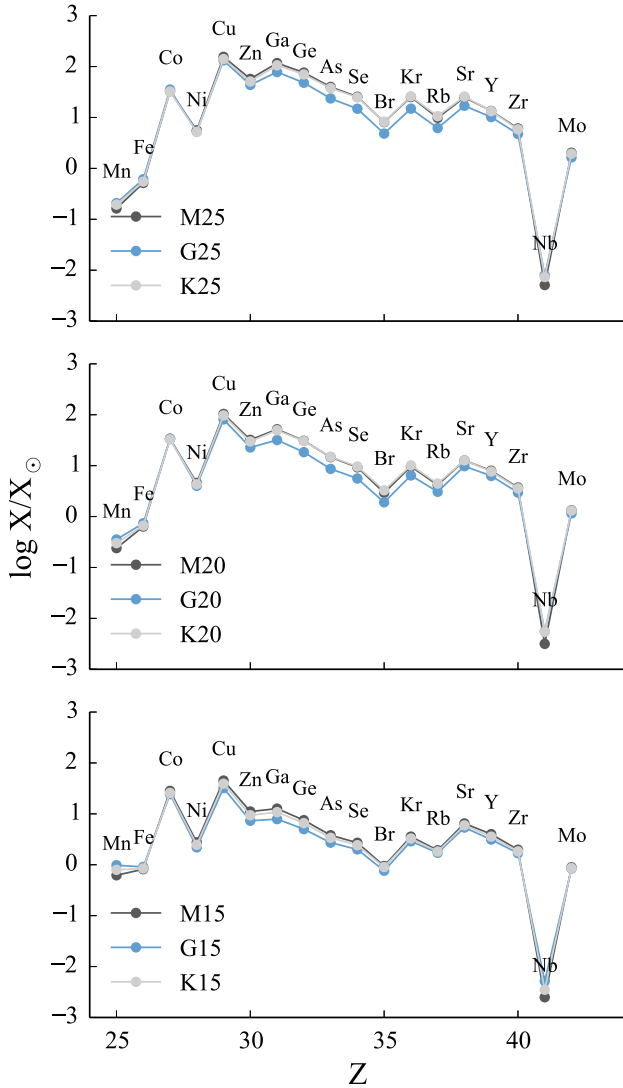 3
2
1
0
−1
−2
−3
Mn
Fe
Co
Ni
Cu
Zn
Ga
Ge
As
Se
Br
Kr
Rb
Sr
Y
Zr
Nb
Mo
M25
G25
K25
log X/X⊙
3
2
1
0
−1
−2
−3
Mn
Fe
Co
Ni
Cu
Zn
Ga
Ge
As
Se
Br
Kr
Rb
Sr
Y
Zr
Nb
Mo
M20
G20
K20
3
2
1
0
−1
−2
−3
Mn
Fe
Co
Ni
Cu
Zn
Ga
Ge
As
Se
Br
Kr
Rb
Sr
Y
Zr
Nb
Mo
M15
G15
K15
25 30 35 40
Z